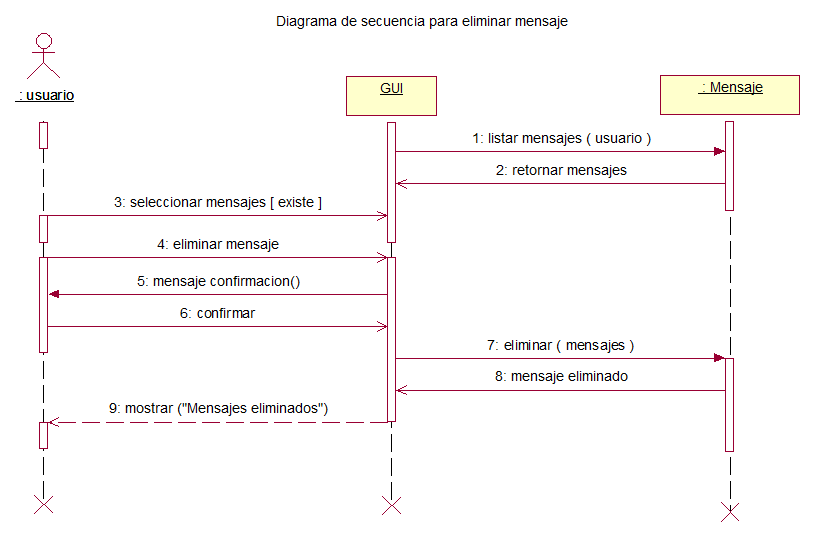 Diagrama de secuencia para eliminar mensaje
: usuario
GUI
: Mensaje
1: listar mensajes ( usuario )
2: retornar mensajes
3: seleccionar mensajes [ existe ]
4: eliminar mensaje
5: mensaje confirmacion()
6: confirmar
7: eliminar ( mensajes )
8: mensaje eliminado
9: mostrar ("Mensajes eliminados")